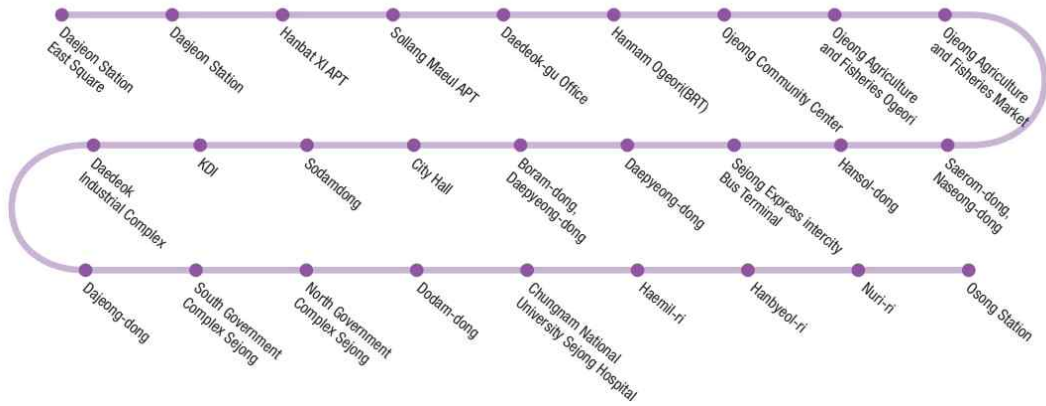 Daejeon Station
East Square
Daejeon Station
Hanbat XI APT
Sollang Maeul APT
Daedeok-gu Office
Hannam Ogeori(BRT)
Ojeong Community Center
Ojeong Agriculture
and Fisheries Ogeori
Ojeong Agriculture
and Fisheries Market
Daedeok
Industrial Complex
KDI
Sodamdong
City Hall
Boram-dong,
Daepyeong-dong
Daepyeong-dong
Sejong Express intercity
Bus Terminal
Hansol-dong
Saerom-dong,
Naseong-dong
Dajeong-dong
South Government
Complex Sejong
North Government
Complex Sejong
Dodam-dong
Chungnam National
University Sejong Hospital
Haemil-ri
Hanbyeol-ri
Nuri-ri
Osong Station